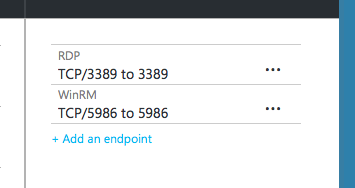 RDP
TCP/3389 to 3389
...
WinRM
TCP/5986 to 5986
...
+ Add an endpoint